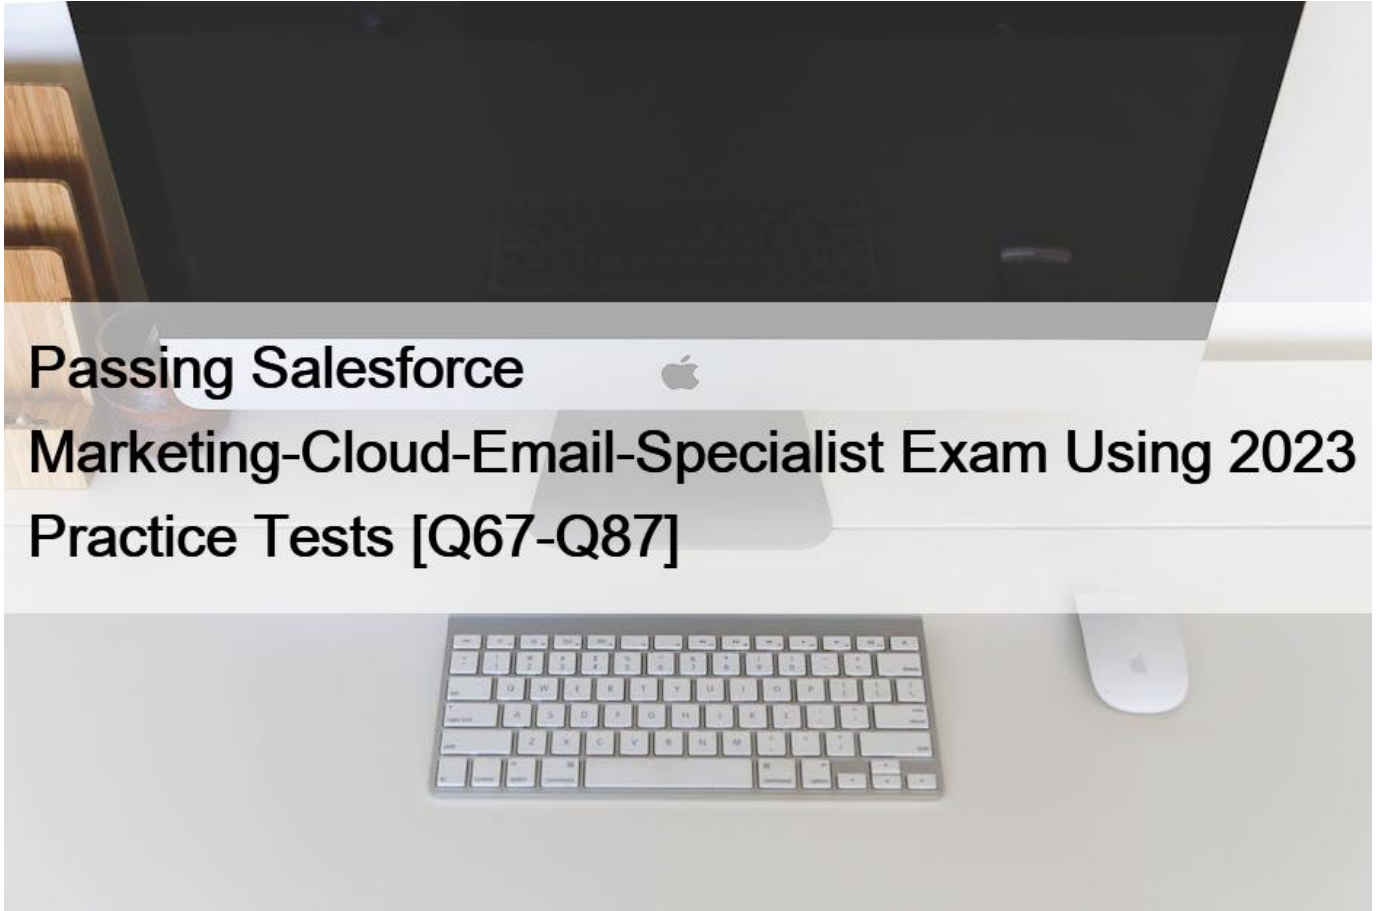 Passing Salesforce
Marketing-Cloud-Email-Specialist Exam Using 2023
Practice Tests [Q67-Q87]